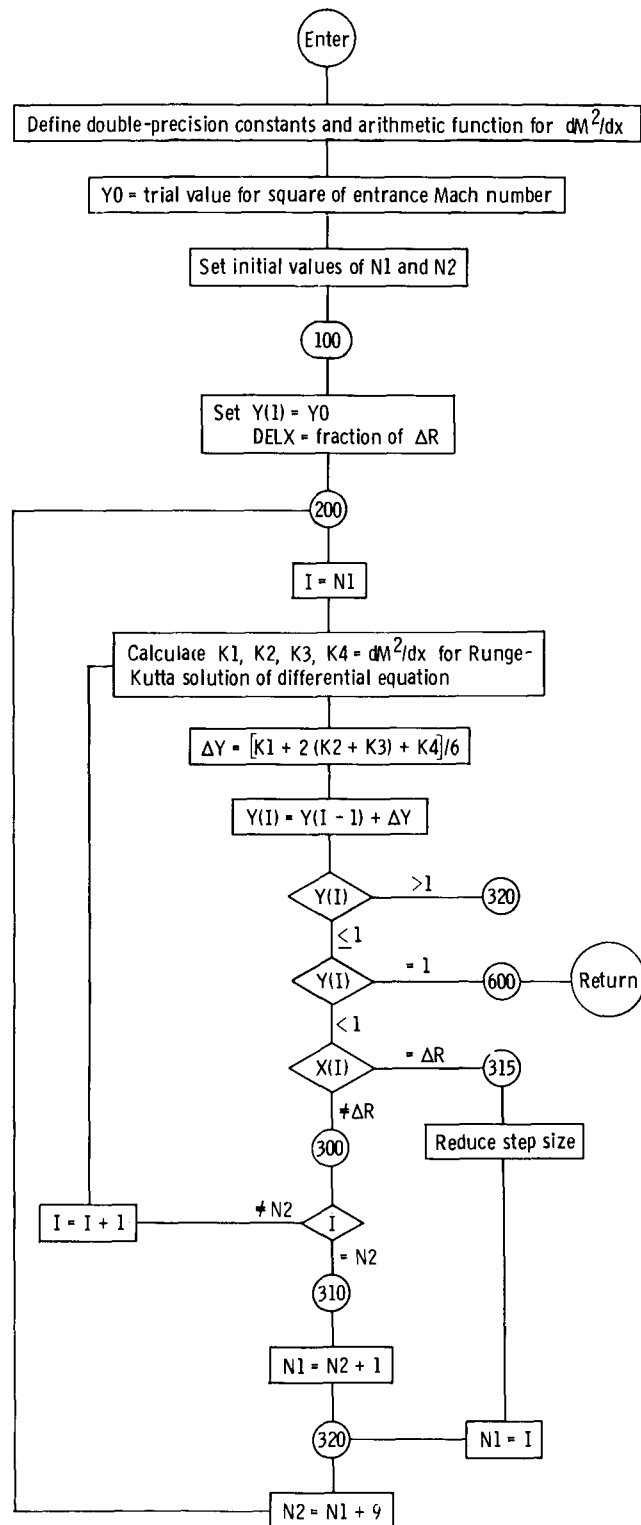 Enter
Define double-precision constants and arithmetic function for dM²/dx
Y0 = trial value for square of entrance Mach number
Set initial values of N1 and N2
100
Set Y(1) = Y0
DELX = fraction of ΔR
200
I = N1
Calculate K1, K2, K3, K4 = dM²/dx for Runge-
Kutta solution of differential equation
ΔY = [K1 + 2 (K2 + K3) + K4]/6
Y(I) = Y(I - 1) + ΔY
Y(I)
>1
320
≤1
Y(I)
= 1
600
Return
<1
X(I)
= ΔR
315
≠ΔR
Reduce step size
300
I = I + 1
≠ N2
I
= N2
310
N1 = N2 + 1
320
N1 = I
N2 = N1 + 9